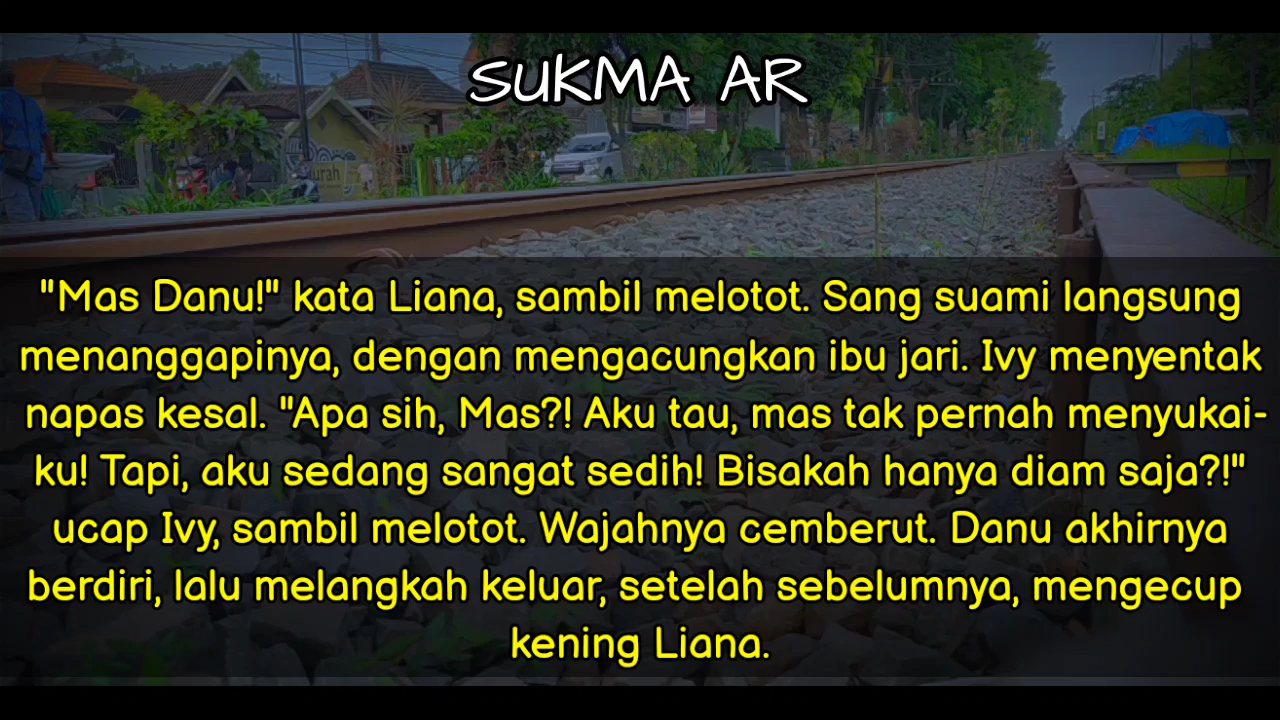 SUKMA AR
urah
"Mas Danu!" kata Liana, sambil melotot. Sang suami langsung
menanggapinya, dengan mengacungkan ibu jari. Ivy menyentak
napas kesal. "Apa sih, Mas?! Aku tau, mas tak pernah menyukai-
ku! Tapi, aku sedang sangat sedih! Bisakah hanya diam saja?!"
ucap Ivy, sambil melotot. Wajahnya cemberut. Danu akhirnya
berdiri, lalu melangkah keluar, setelah sebelumnya, mengecup
kening Liana.